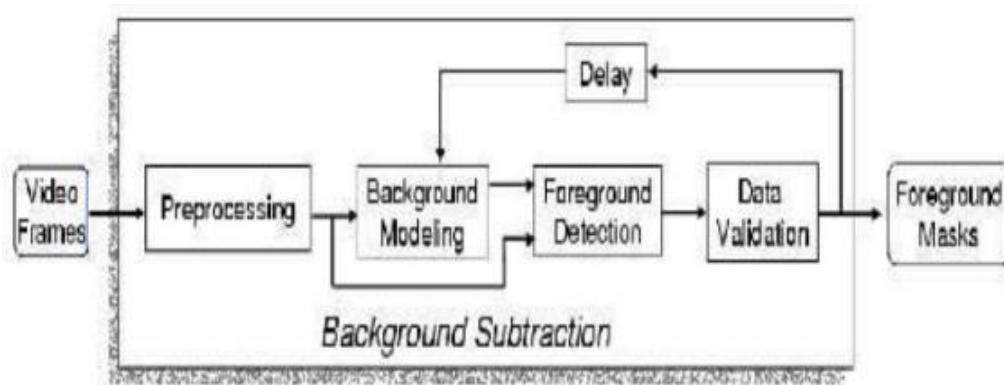 Delay
Video
Frames
Preprocessing
Background
Modeling
Foreground
Detection
Data
Validation
Foreground
Masks
Background Subtraction